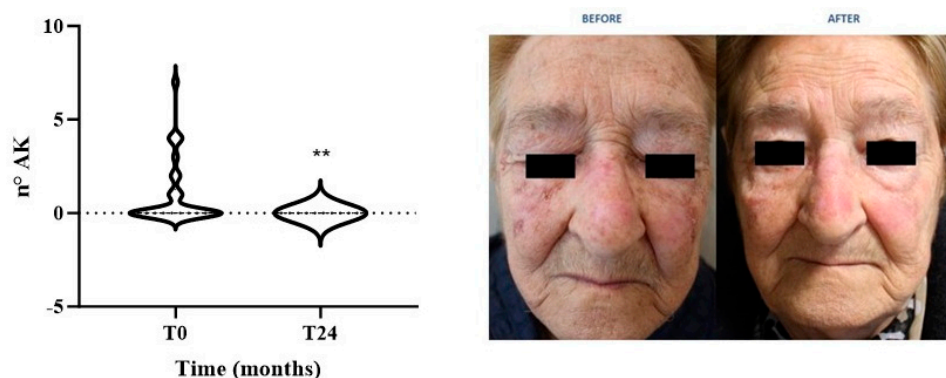 BEFORE
AFTER
10
5
0
-5
n° AK
**
T0
T24
Time (months)